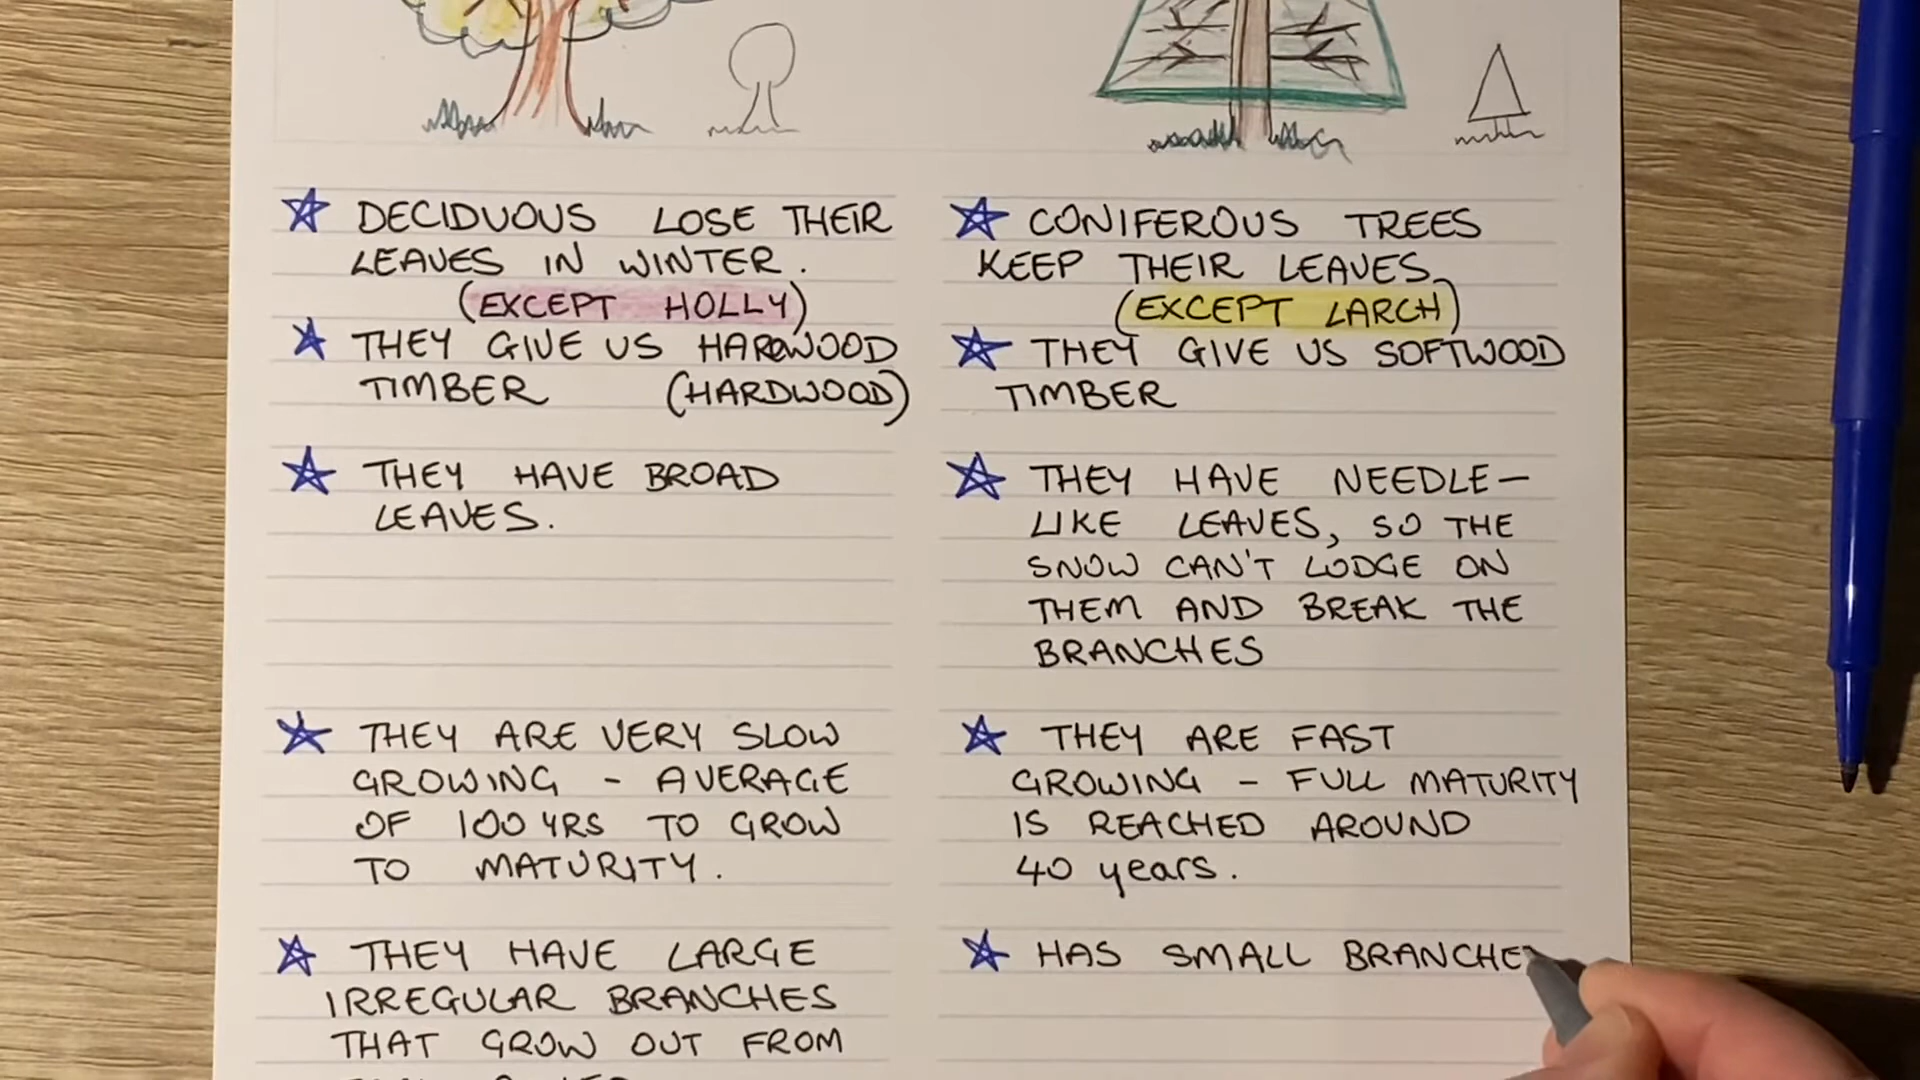 DECIDUOUS LOSE THEIR
LEAVES IN WINTER.
(EXCEPT HOLLY)
THEY GIVE US HARDWOOD
TIMBER (HARDWOOD)
THEY HAVE BROAD
LEAVES.
THEY ARE VERY SLOW
GROWING - AVERAGE
OF 100 YRS TO GROW
TO MATURITY.
THEY HAVE LARGE
IRREGULAR BRANCHES
THAT GROW OUT FROM
CONIFEROUS TREES
KEEP THEIR LEAVES.
(EXCEPT LARCH)
THEY GIVE US SOFTWOOD
TIMBER
THEY HAVE NEEDLE-
LIKE LEAVES, SO THE
SNOW CAN'T LODGE ON
THEM AND BREAK THE
BRANCHES
THEY ARE FAST
GROWING - FULL MATURITY
IS REACHED AROUND
40 years.
HAS SMALL BRANCHE